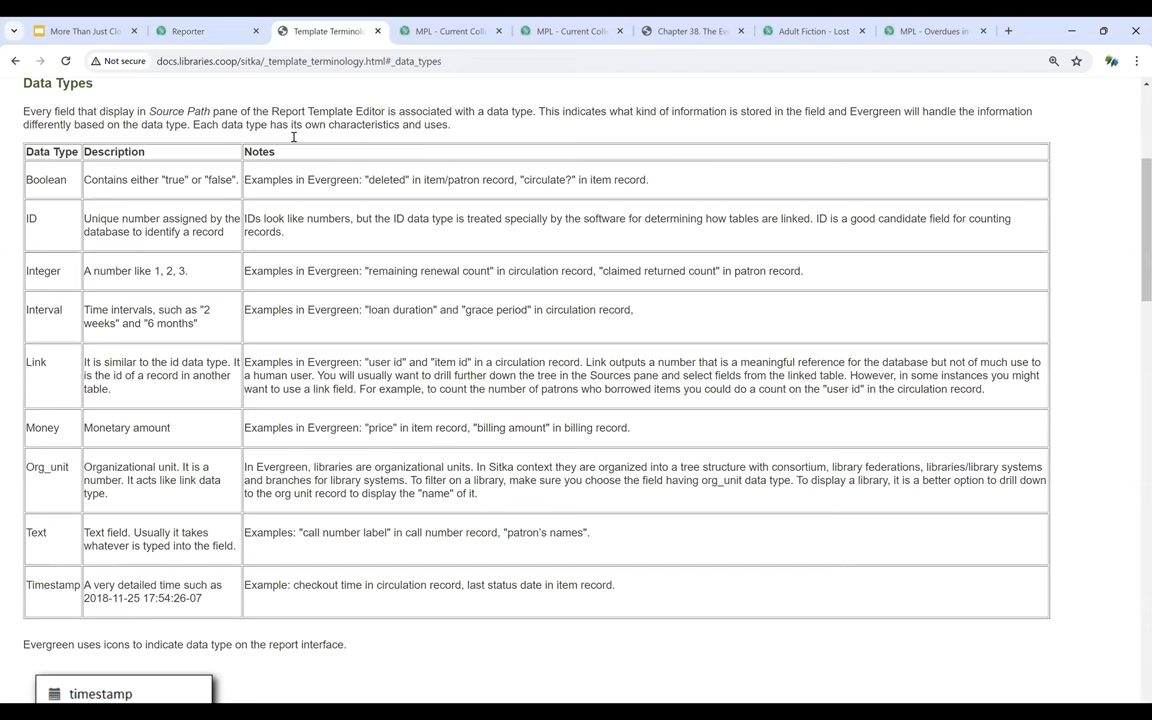 More Than Just Clo
Reporter
Template Terminolo
MPL - Current Colle
MPL - Current Colle
Chapter 38. The Eve
Adult Fiction - Lost
MPL - Overdues in
Not secure
docs.libraries.coop/sitka/_template_terminology.html#_data_types
Data Types
Every field that display in Source Path pane of the Report Template Editor is associated with a data type. This indicates what kind of information is stored in the field and Evergreen will handle the information
differently based on the data type. Each data type has its own characteristics and uses.
Data Type Description Notes
Boolean Contains either "true" or "false". Examples in Evergreen: "deleted" in item/patron record, "circulate?" in item record.
ID Unique number assigned by the IDs look like numbers, but the ID data type is treated specially by the software for determining how tables are linked. ID is a good candidate field for counting
database to identify a record records.
Integer A number like 1, 2, 3. Examples in Evergreen: "remaining renewal count" in circulation record, "claimed returned count" in patron record.
Interval Time intervals, such as "2 Examples in Evergreen: "loan duration" and "grace period" in circulation record,
weeks" and "6 months"
Link It is similar to the id data type. It Examples in Evergreen: "user id" and "item id" in a circulation record. Link outputs a number that is a meaningful reference for the database but not of much use to
is the id of a record in another a human user. You will usually want to drill further down the tree in the Sources pane and select fields from the linked table. However, in some instances you might
table. want to use a link field. For example, to count the number of patrons who borrowed items you could do a count on the "user id" in the circulation record.
Money Monetary amount Examples in Evergreen: "price" in item record, "billing amount" in billing record.
Org_unit Organizational unit. It is a In Evergreen, libraries are organizational units. In Sitka context they are organized into a tree structure with consortium, library federations, libraries/library systems
number. It acts like link data and branches for library systems. To filter on a library, make sure you choose the field having org_unit data type. To display a library, it is a better option to drill down
type. to the org unit record to display the "name" of it.
Text Text field. Usually it takes Examples: "call number label" in call number record, "patron's names".
whatever is typed into the field.
Timestamp A very detailed time such as Example: checkout time in circulation record, last status date in item record.
2018-11-25 17:54:26-07
Evergreen uses icons to indicate data type on the report interface.
timestamp